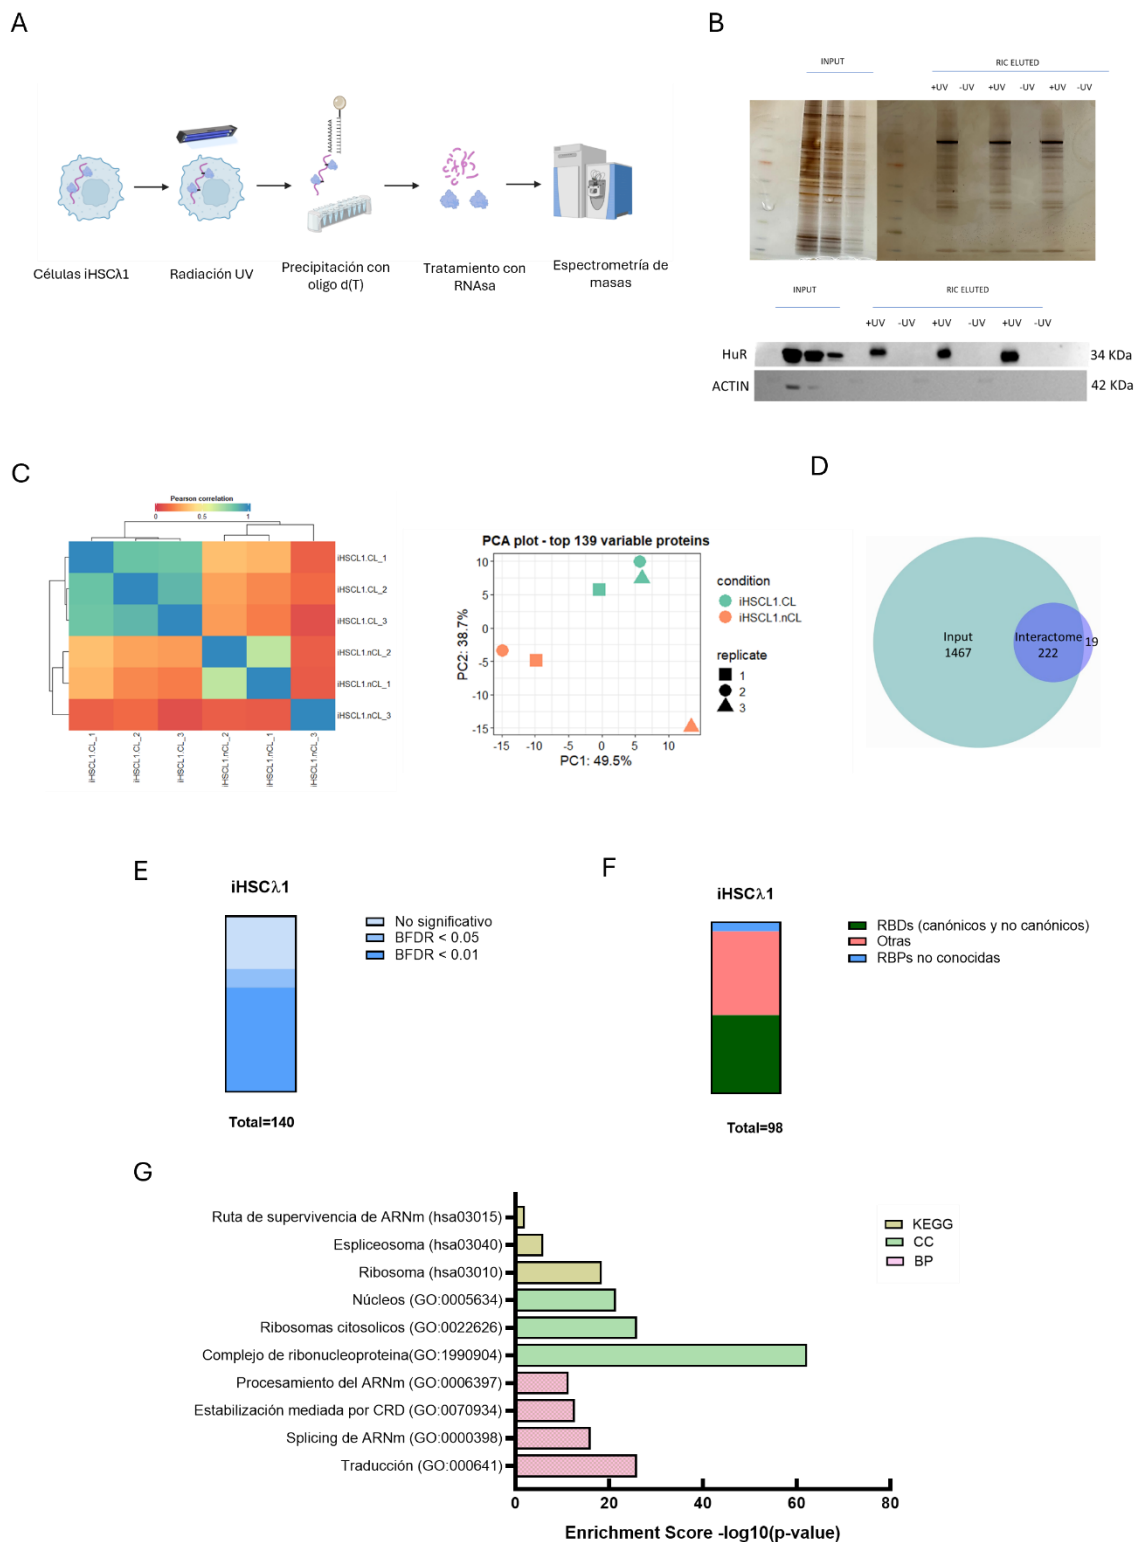 A
Células iHSCλ1
Radiación UV
Precipitación con
oligo d(T)
Tratamiento con
RNAsa
Espectrometría de
masas
B
INPUT
RIC ELUTED
+UV -UV +UV -UV +UV -UV
INPUT
RIC ELUTED
+UV -UV +UV -UV +UV -UV
HuR
34 KDa
ACTIN
42 KDa
C
Pearson correlation
0 0.5 1
iHSCL1.CL_1
iHSCL1.CL_2
iHSCL1.CL_3
iHSCL1.nCL_2
iHSCL1.nCL_1
iHSCL1.nCL_3
iHSCL1.CL_1
iHSCL1.CL_2
iHSCL1.CL_3
iHSCL1.nCL_2
iHSCL1.nCL_1
iHSCL1.nCL_3
PCA plot - top 139 variable proteins
PC2: 38.7%
10
5
0
-5
-10
-15
-15 -10 -5 0 5 10
PC1: 49.5%
condition
iHSCL1.CL
iHSCL1.nCL
replicate
1
2
3
D
Input
1467
Interactome
222
19
E
iHSCλ1
No significativo
BFDR < 0.05
BFDR < 0.01
Total=140
F
iHSCλ1
RBDs (canónicos y no canónicos)
Otras
RBPs no conocidas
Total=98
G
Ruta de supervivencia de ARNm (hsa03015)
Espliceosoma (hsa03040)
Ribosoma (hsa03010)
Núcleos (GO:0005634)
Ribosomas citosolicos (GO:0022626)
Complejo de ribonucleoproteina(GO:1990904)
Procesamiento del ARNm (GO:0006397)
Estabilización mediada por CRD (GO:0070934)
Splicing de ARNm (GO:0000398)
Traducción (GO:000641)
0 20 40 60 80
Enrichment Score -log10(p-value)
KEGG
CC
BP